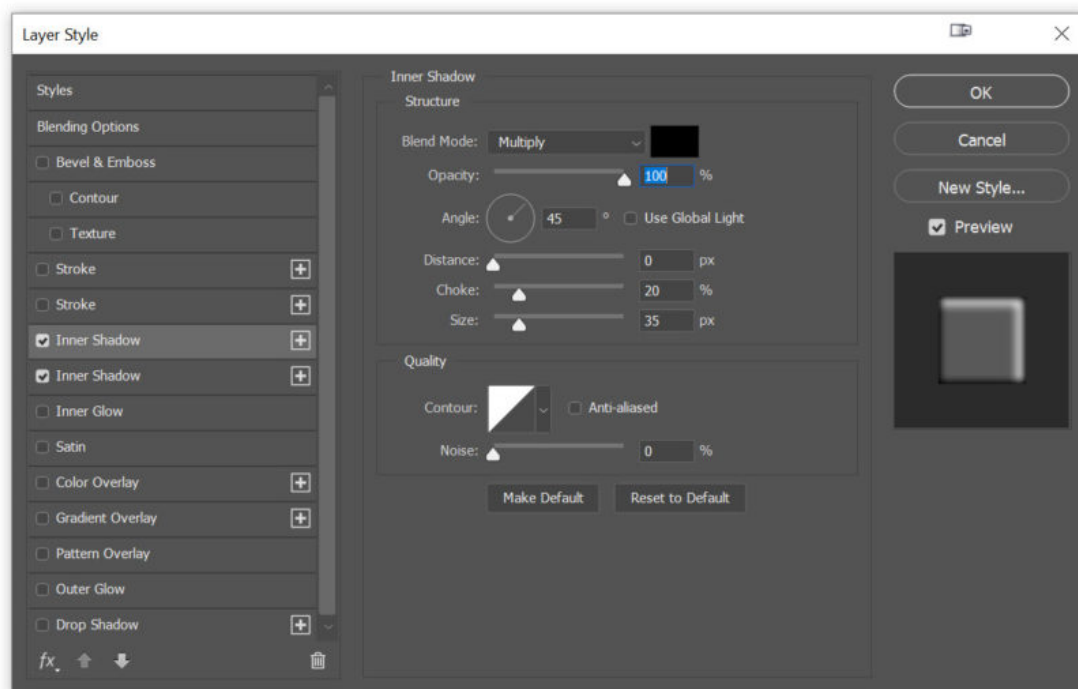 Layer Style
Styles
Blending Options
Bevel & Emboss
Contour
Texture
Stroke
Stroke
Inner Shadow
Inner Shadow
Inner Glow
Satin
Color Overlay
Gradient Overlay
Pattern Overlay
Outer Glow
Drop Shadow
fx
Inner Shadow
Structure
Blend Mode: Multiply
Opacity: 100 %
Angle: 45 ° Use Global Light
Distance: 0 px
Choke: 20 %
Size: 35 px
Quality
Contour: Anti-aliased
Noise: 0 %
Make Default Reset to Default
OK
Cancel
New Style...
Preview